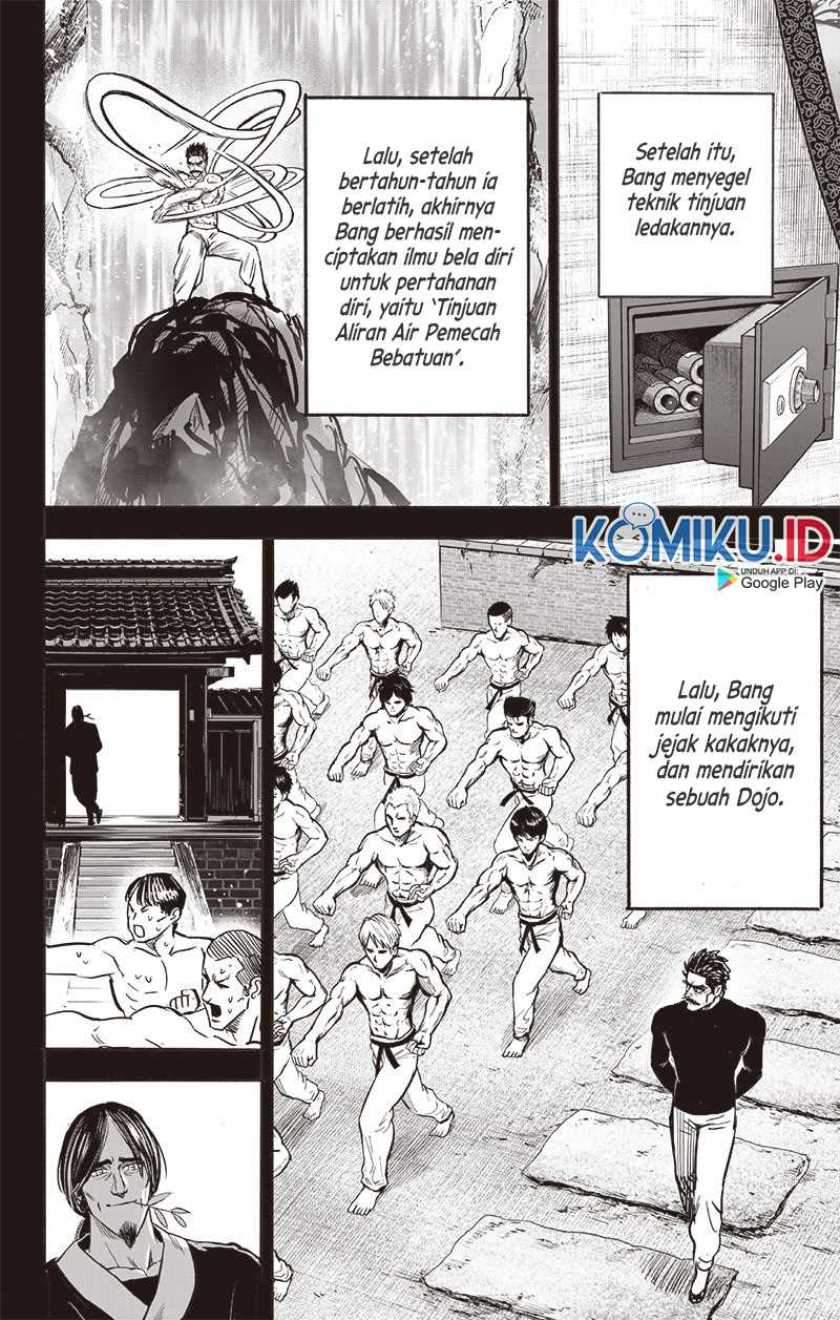 Setelah itu,
Bang menyegel
teknik tinjuan
ledakannya.
Lalu, setelah
bertahun-tahun ia
berlatih, akhirnya
Bang berhasil men-
ciptakan ilmu bela diri
untuk pertahanan
diri, yaitu ‘Tinjuan
Aliran Air Pemecah
Bebatuan’.
KOMIKU.ID
UNDUH APP DI:
Google Play
Lalu, Bang
mulai mengikuti
jejak kakaknya,
dan mendirikan
sebuah Dojo.